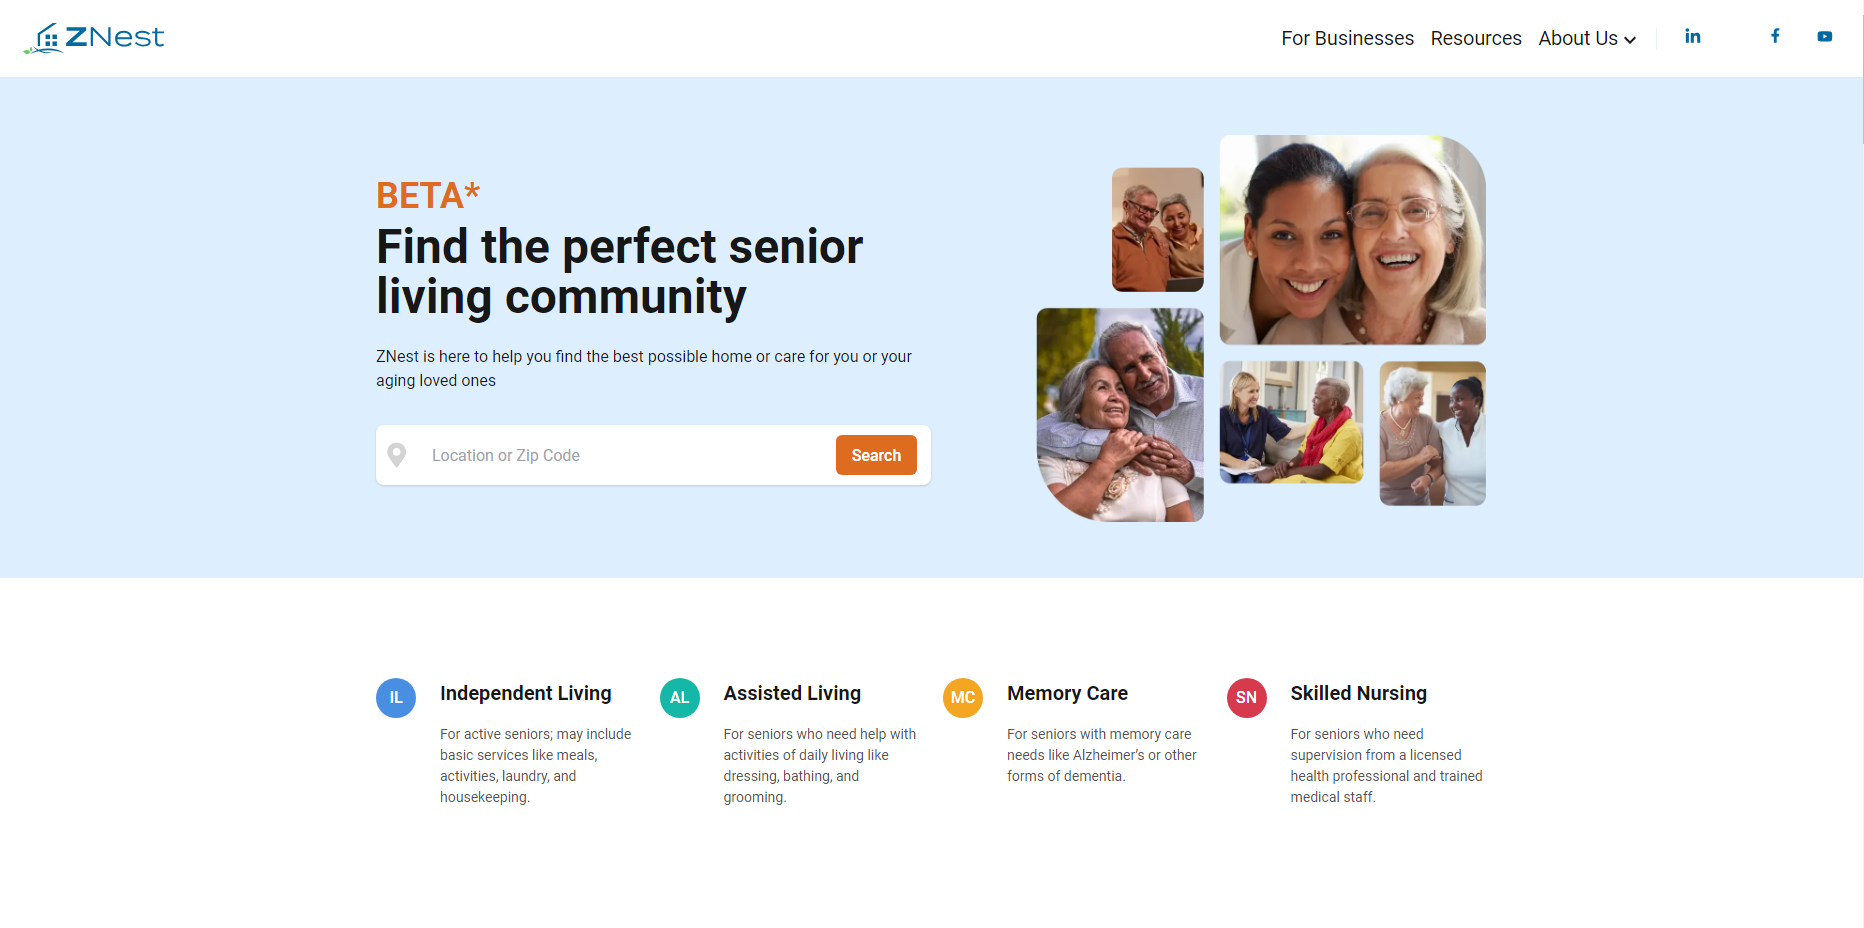 ZNest
For Businesses Resources About Us
BETA*
Find the perfect senior
living community
ZNest is here to help you find the best possible home or care for you or your
aging loved ones
Location or Zip Code
Search
IL
Independent Living
For active seniors; may include
basic services like meals,
activities, laundry, and
housekeeping.
AL
Assisted Living
For seniors who need help with
activities of daily living like
dressing, bathing, and
grooming.
MC
Memory Care
For seniors with memory care
needs like Alzheimer's or other
forms of dementia.
SN
Skilled Nursing
For seniors who need
supervision from a licensed
health professional and trained
medical staff.